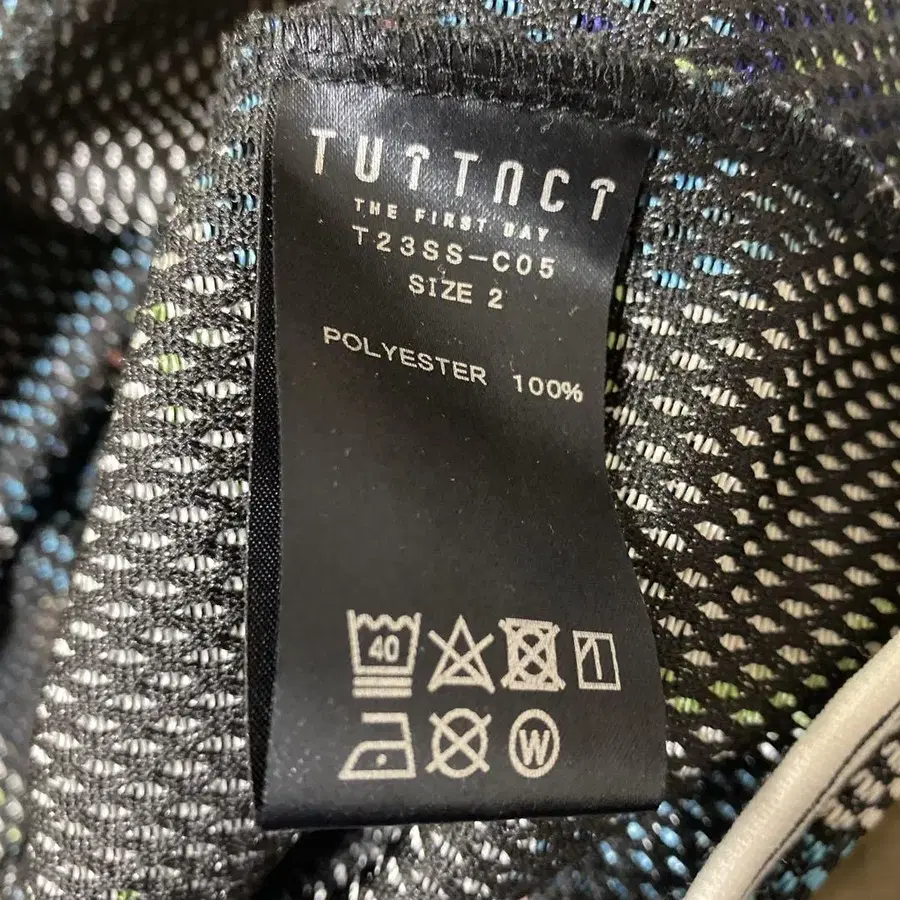 TUTTNCT
THE FIRST DAY
T23SS-C05
SIZE 2
POLYESTER 100%
40
W